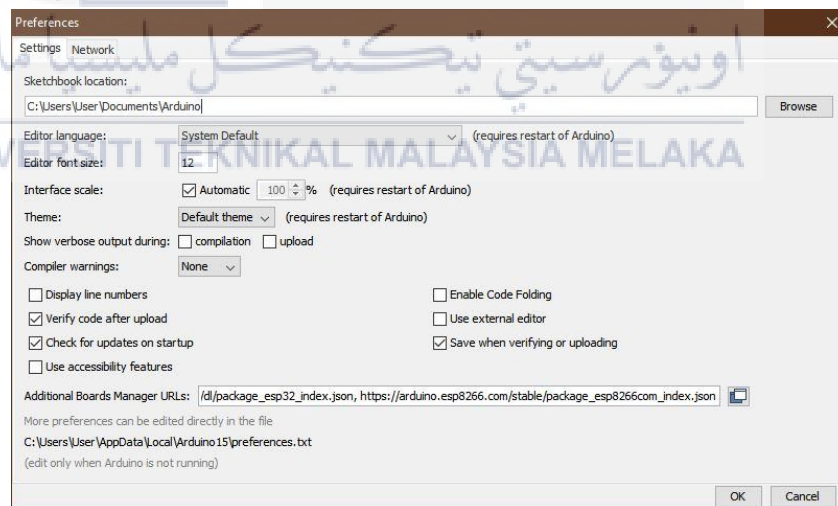 Preferences
Settings Network
اونيۏرسيتي تيكنيكل مليسيا
Sketchbook location:
C:\Users\User\Documents\Arduino
Browse
Editor language: System Default (requires restart of Arduino)
VERSITI TEKNIKAL MALAYSIA MELAKA
Editor font size: 12
Interface scale: Automatic 100 % (requires restart of Arduino)
Theme: Default theme (requires restart of Arduino)
Show verbose output during: compilation upload
Compiler warnings: None
Display line numbers Enable Code Folding
Verify code after upload Use external editor
Check for updates on startup Save when verifying or uploading
Use accessibility features
Additional Boards Manager URLs: /dl/package_esp32_index.json, https://arduino.esp8266.com/stable/package_esp8266com_index.json
More preferences can be edited directly in the file
C:\Users\User\AppData\Local\Arduino15\preferences.txt
(edit only when Arduino is not running)
OK Cancel